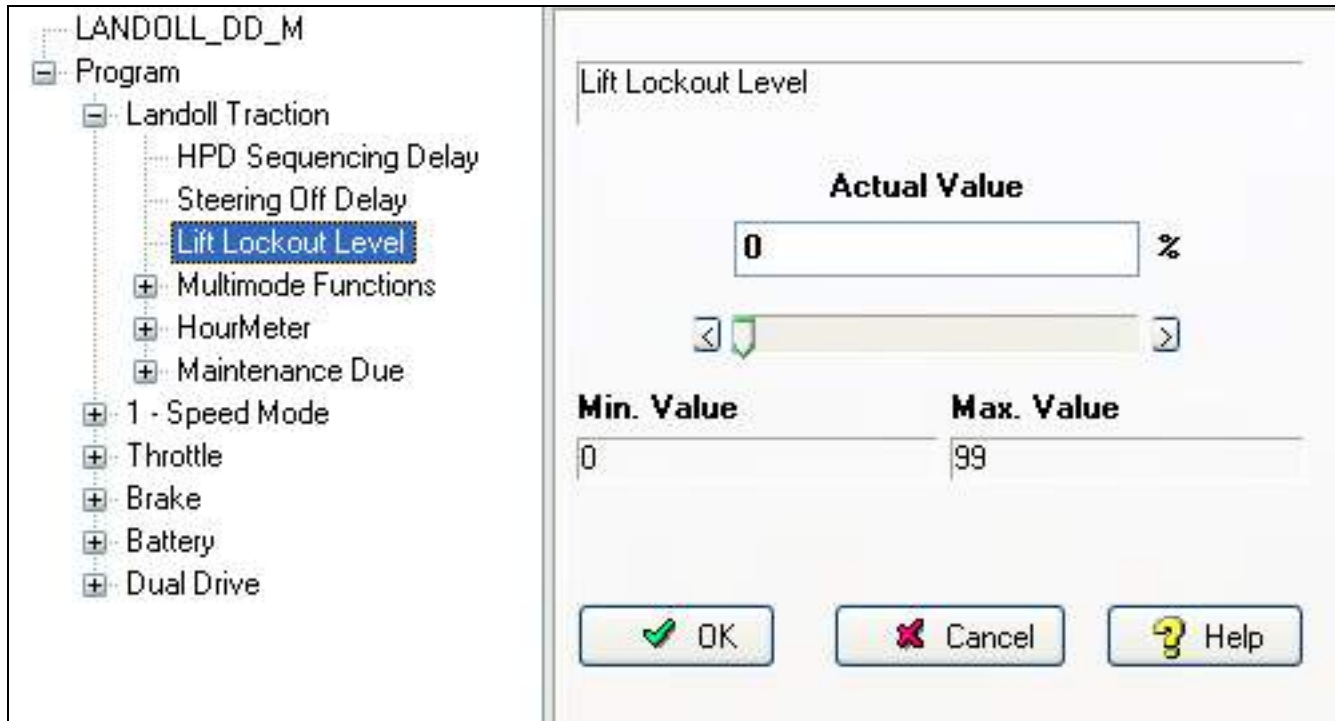 LANDOLL_DD_M
Program
Landoll Traction
HPD Sequencing Delay
Steering Off Delay
Lift Lockout Level
Multimode Functions
HourMeter
Maintenance Due
1 - Speed Mode
Throttle
Brake
Battery
Dual Drive
Lift Lockout Level
Actual Value
0 %
Min. Value Max. Value
0 99
OK Cancel Help